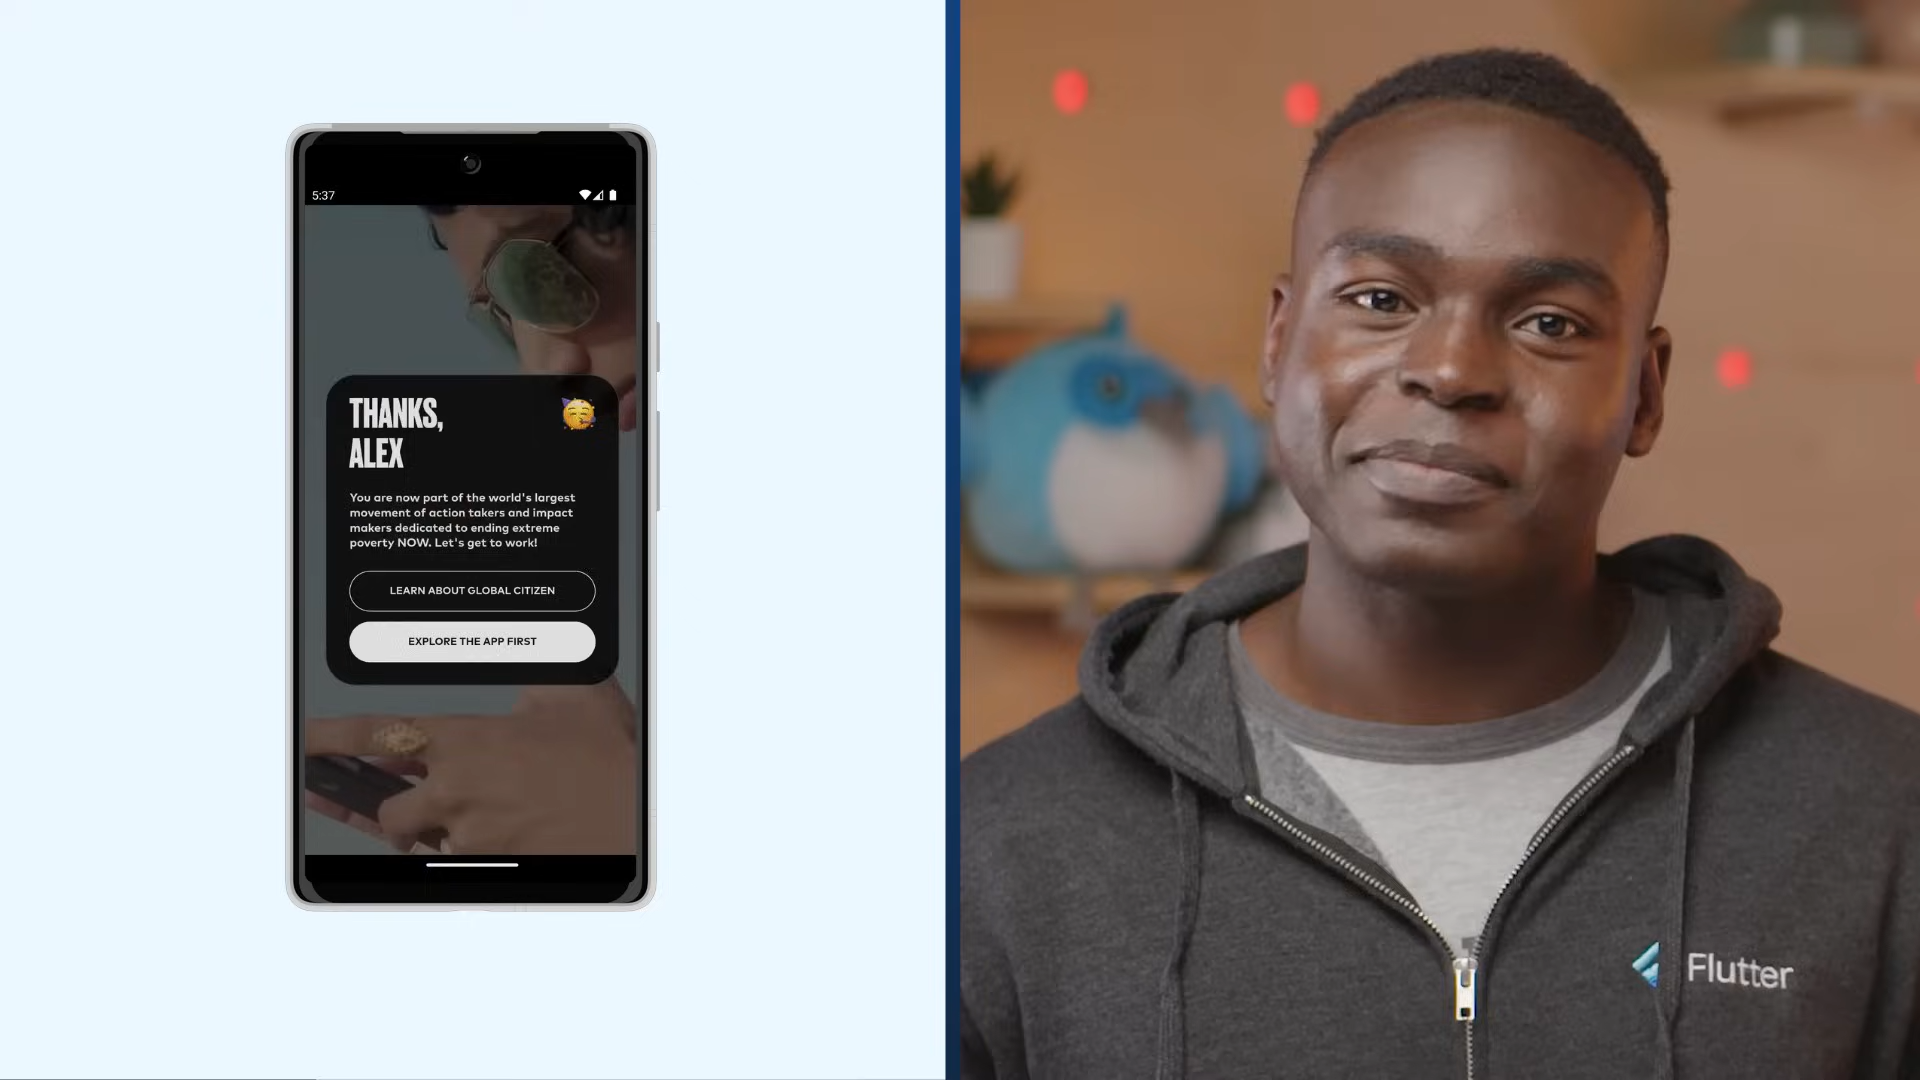 5:37
THANKS,
ALEX
You are now part of the world's largest
movement of action takers and impact
makers dedicated to ending extreme
poverty NOW. Let's get to work!
LEARN ABOUT GLOBAL CITIZEN
EXPLORE THE APP FIRST
Flutter